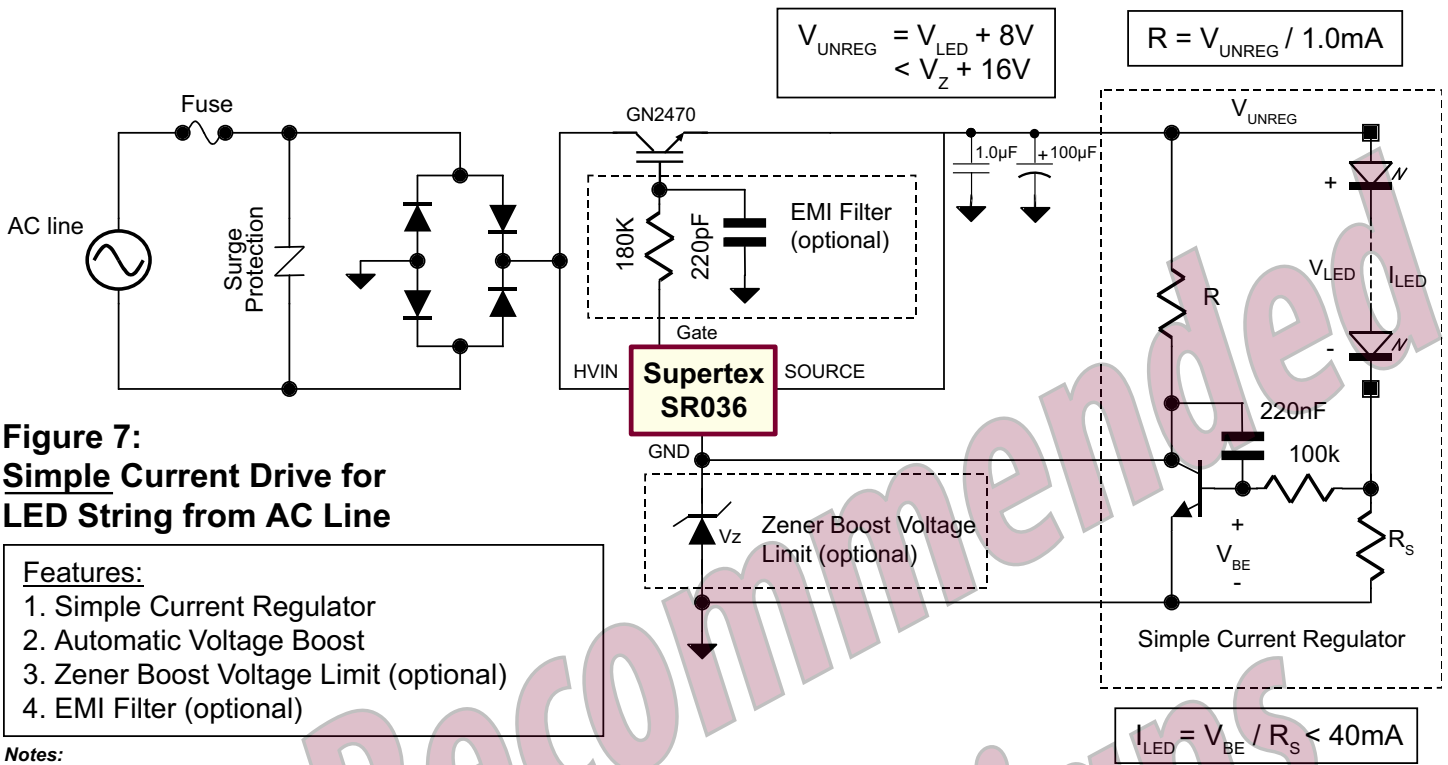 V_UNREG = V_LED + 8V
< V_Z + 16V
R = V_UNREG / 1.0mA
Fuse
GN2470
V_UNREG
1.0µF
+ 100µF
AC line
Surge
Protection
180K
220pF
EMI Filter
(optional)
+
V_LED
I_LED
-
R
Gate
HVIN
Supertex
SR036
SOURCE
GND
220nF
100k
Figure 7:
Simple Current Drive for
LED String from AC Line
Vz
Zener Boost Voltage
Limit (optional)
+
V_BE
-
R_S
Simple Current Regulator
Features:
1. Simple Current Regulator
2. Automatic Voltage Boost
3. Zener Boost Voltage Limit (optional)
4. EMI Filter (optional)
I_LED = V_BE / R_S < 40mA
Notes:
Recommended